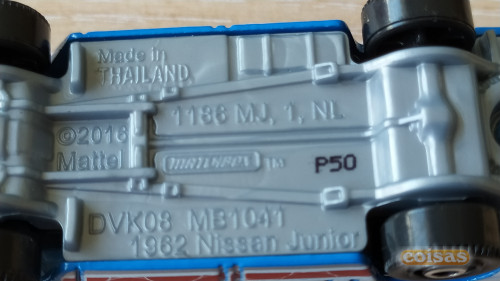 Made in
THAILAND
1186 MJ, 1, NL
©2016
Mattel
MATCHBOX TM
P50
DVK08 MB1041
1962 Nissan Junior
coisas